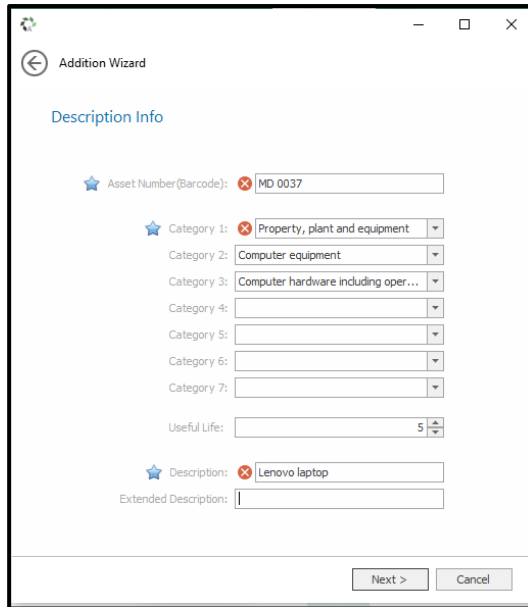 Addition Wizard
Description Info
Asset Number(Barcode): MD 0037
Category 1: Property, plant and equipment
Category 2: Computer equipment
Category 3: Computer hardware including oper...
Category 4:
Category 5:
Category 6:
Category 7:
Useful Life: 5
Description: Lenovo laptop
Extended Description:
Next > Cancel